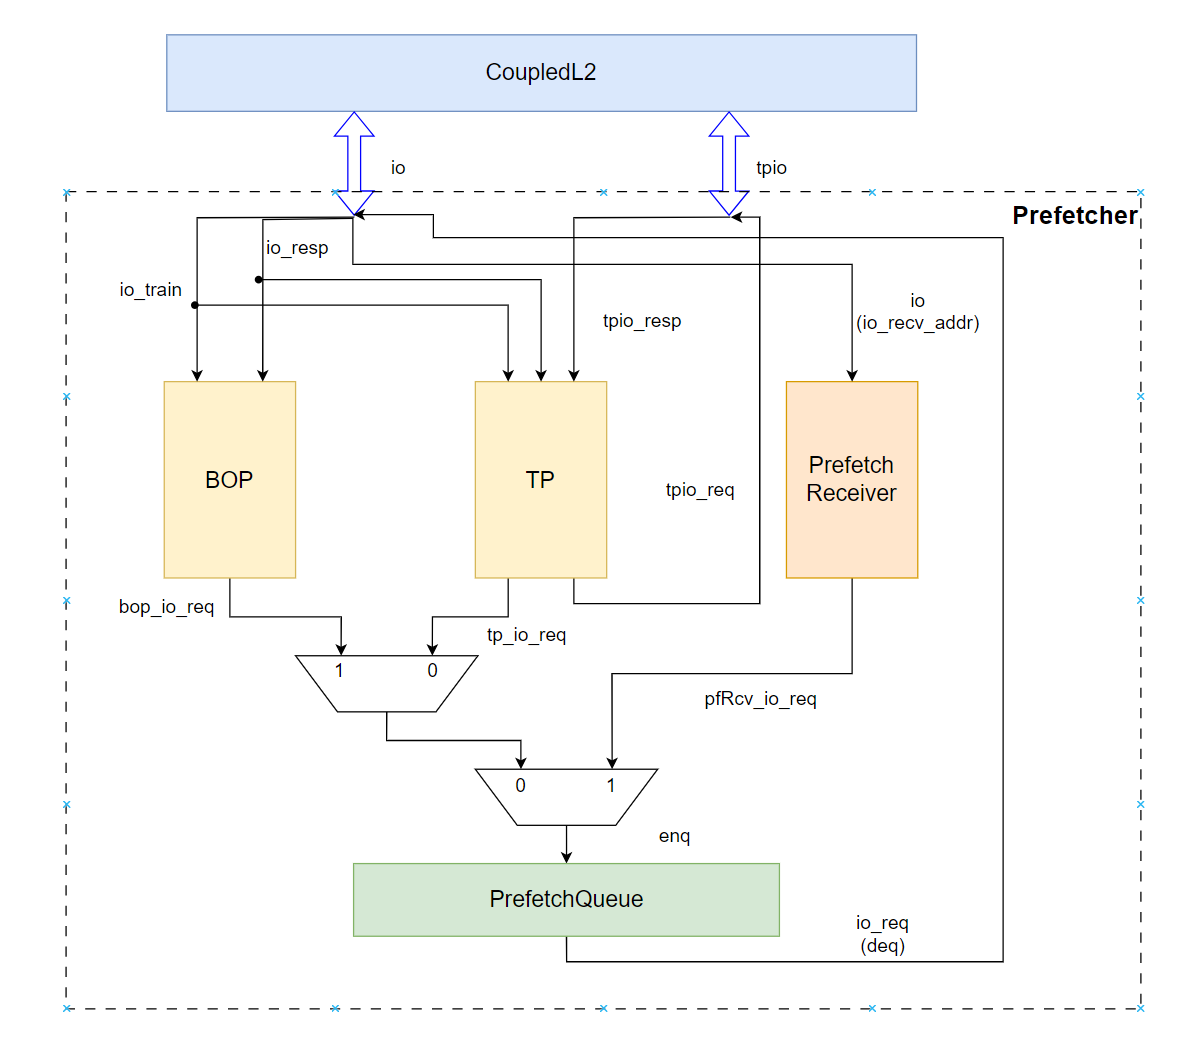 CoupledL2
io
tpio
Prefetcher
io_resp
io_train
io
(io_recv_addr)
tpio_resp
BOP
TP
Prefetch
Receiver
tpio_req
bop_io_req
tp_io_req
1
0
pfRcv_io_req
0
1
enq
PrefetchQueue
io_req
(deq)